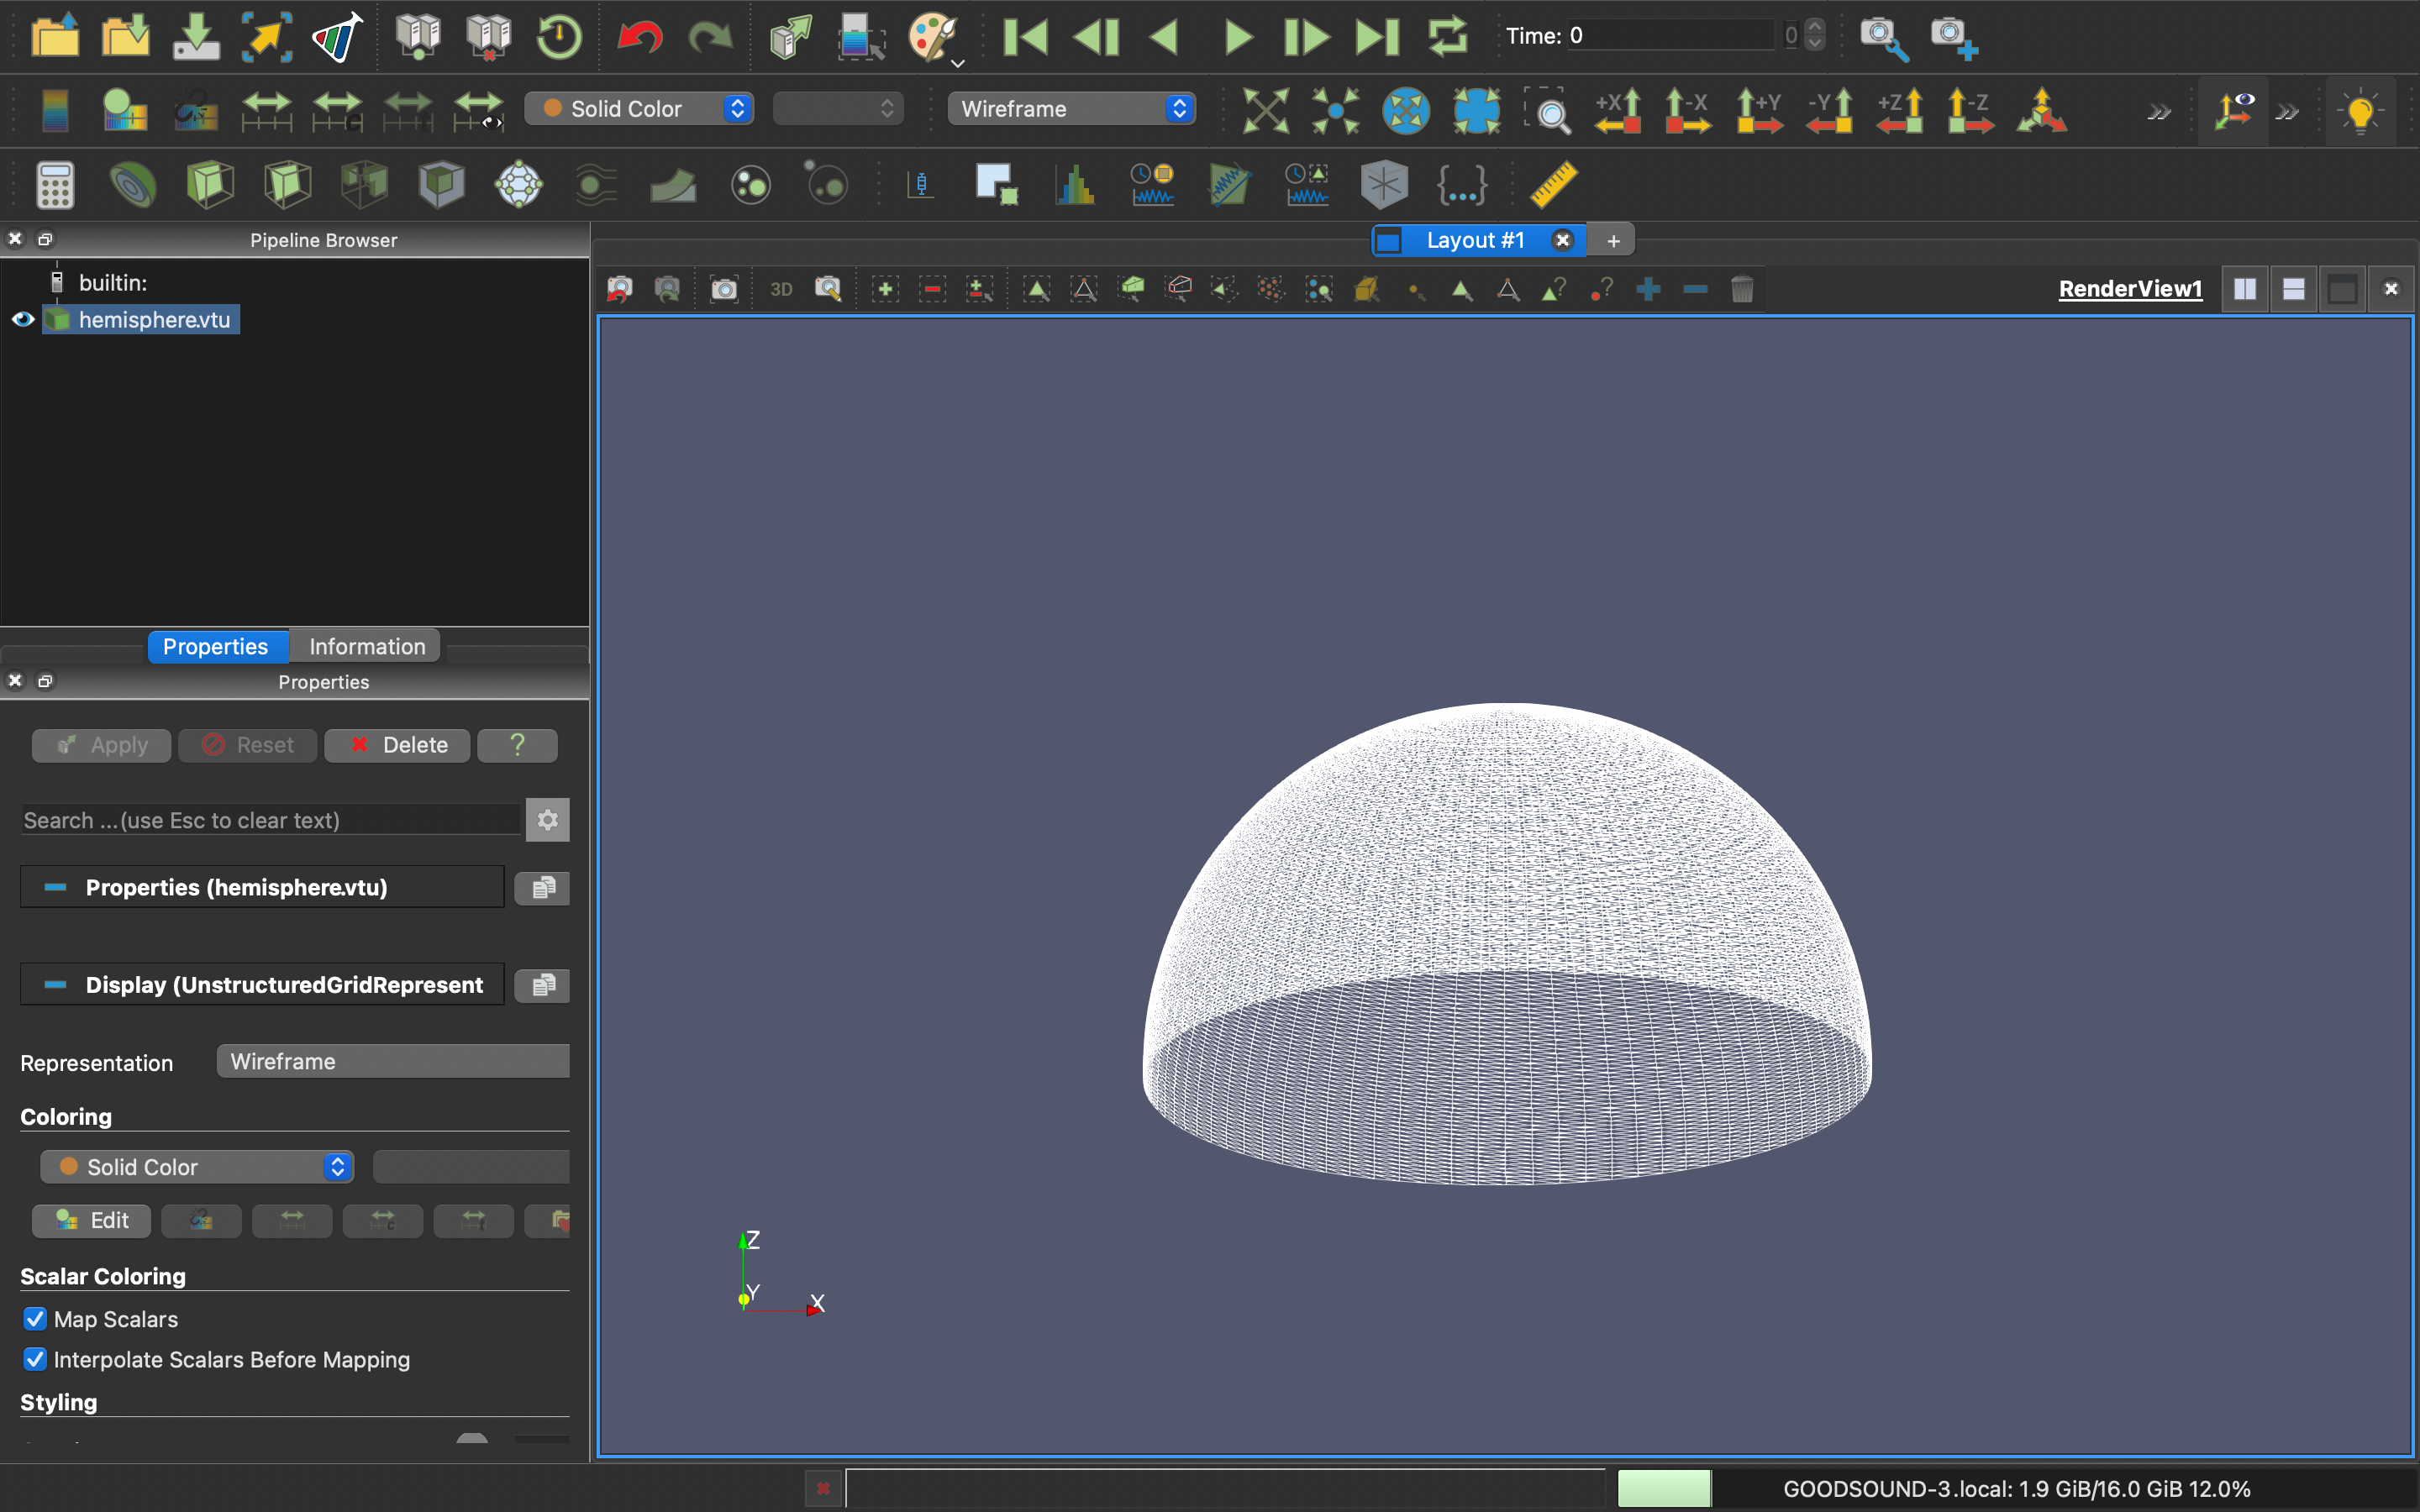 Time: 0
0
Solid Color
Wireframe
+X
-X
+Y
-Y
+Z
-Z
Pipeline Browser
Layout #1
+
builtin:
hemisphere.vtu
3D
RenderView1
Properties
Information
Properties
Apply
Reset
Delete
?
Search ... (use Esc to clear text)
Properties (hemisphere.vtu)
Display (UnstructuredGridRepresent
Representation
Wireframe
Coloring
Solid Color
Edit
Scalar Coloring
Map Scalars
Interpolate Scalars Before Mapping
Styling
Z
Y
X
GOODSOUND-3.local: 1.9 GiB/16.0 GiB 12.0%